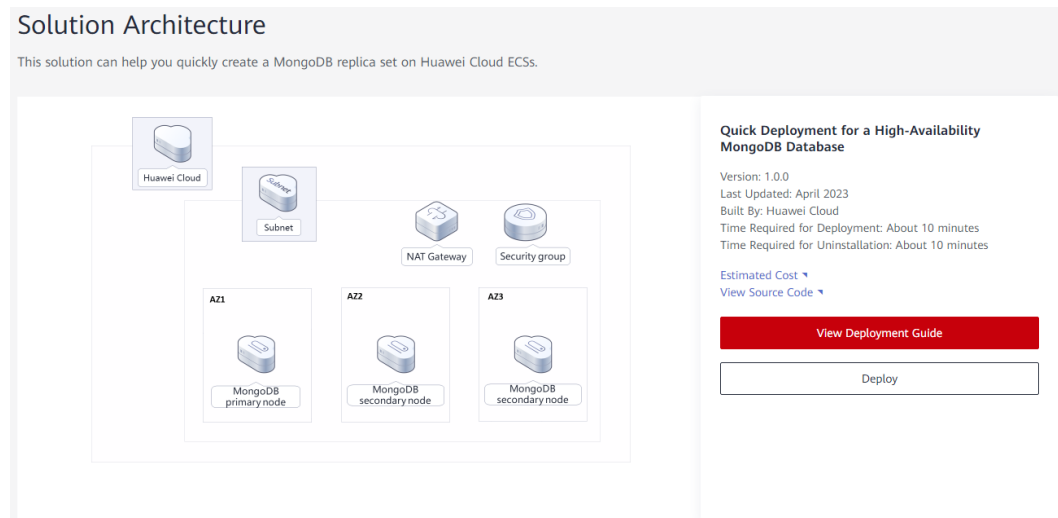 Solution Architecture
This solution can help you quickly create a MongoDB replica set on Huawei Cloud ECSs.
Huawei Cloud
Subnet
Subnet
NAT Gateway
Security group
AZ1
AZ2
AZ3
MongoDB
primary node
MongoDB
secondary node
MongoDB
secondary node
Quick Deployment for a High-Availability
MongoDB Database
Version: 1.0.0
Last Updated: April 2023
Built By: Huawei Cloud
Time Required for Deployment: About 10 minutes
Time Required for Uninstallation: About 10 minutes
Estimated Cost
View Source Code
View Deployment Guide
Deploy